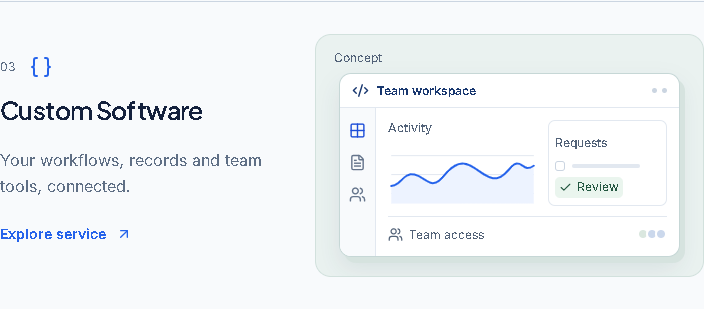 03 {}
Custom Software
Your workflows, records and team
tools, connected.
Explore service
Concept
</> Team workspace
Activity
Requests
Review
Team access